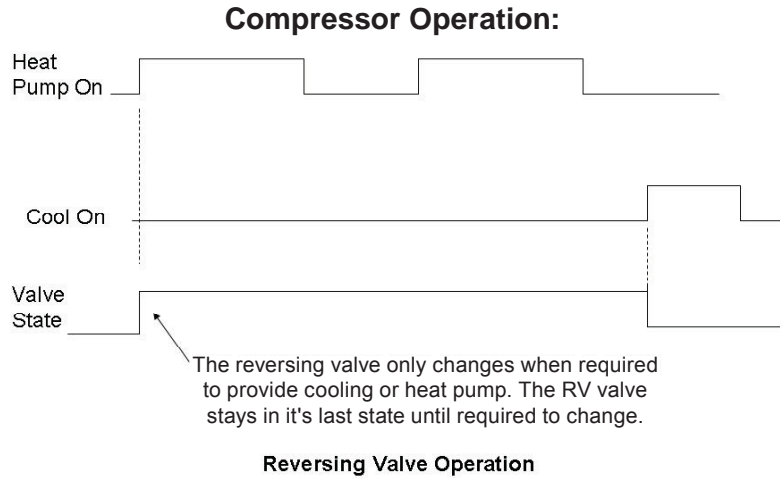 Compressor Operation:
Heat
Pump On
Cool On
Valve
State
The reversing valve only changes when required
to provide cooling or heat pump. The RV valve
stays in it's last state until required to change.
Reversing Valve Operation